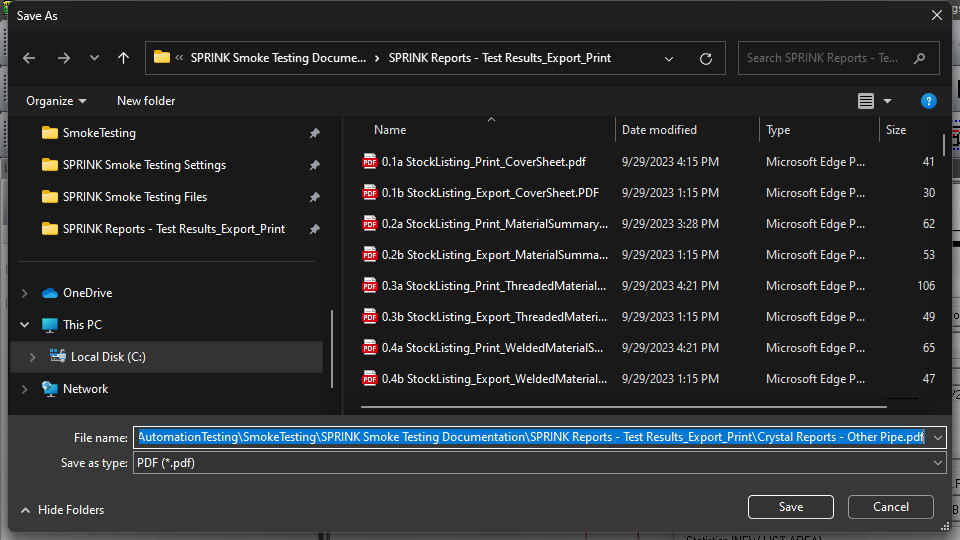 Save As
« SPRINK Smoke Testing Docume... > SPRINK Reports - Test Results_Export_Print
Search SPRINK Reports - Te...
Organize
New folder
?
SmokeTesting
SPRINK Smoke Testing Settings
SPRINK Smoke Testing Files
SPRINK Reports - Test Results_Export_Print
OneDrive
This PC
Local Disk (C:)
Network
Name Date modified Type Size
PDF 0.1a StockListing_Print_CoverSheet.pdf 9/29/2023 4:15 PM Microsoft Edge P... 41
PDF 0.1b StockListing_Export_CoverSheet.PDF 9/29/2023 1:15 PM Microsoft Edge P... 30
PDF 0.2a StockListing_Print_MaterialSummary... 9/29/2023 3:28 PM Microsoft Edge P... 62
PDF 0.2b StockListing_Export_MaterialSumma... 9/29/2023 1:15 PM Microsoft Edge P... 53
PDF 0.3a StockListing_Print_ThreadedMaterial... 9/29/2023 4:21 PM Microsoft Edge P... 106
PDF 0.3b StockListing_Export_ThreadedMateri... 9/29/2023 1:15 PM Microsoft Edge P... 49
PDF 0.4a StockListing_Print_WeldedMaterialS... 9/29/2023 4:21 PM Microsoft Edge P... 65
PDF 0.4b StockListing_Export_WeldedMaterial... 9/29/2023 1:15 PM Microsoft Edge P... 47
File name: AutomationTesting\SmokeTesting\SPRINK Smoke Testing Documentation\SPRINK Reports - Test Results_Export_Print\Crystal Reports - Other Pipe.pdf
Save as type: PDF (*.pdf)
Hide Folders
Save
Cancel